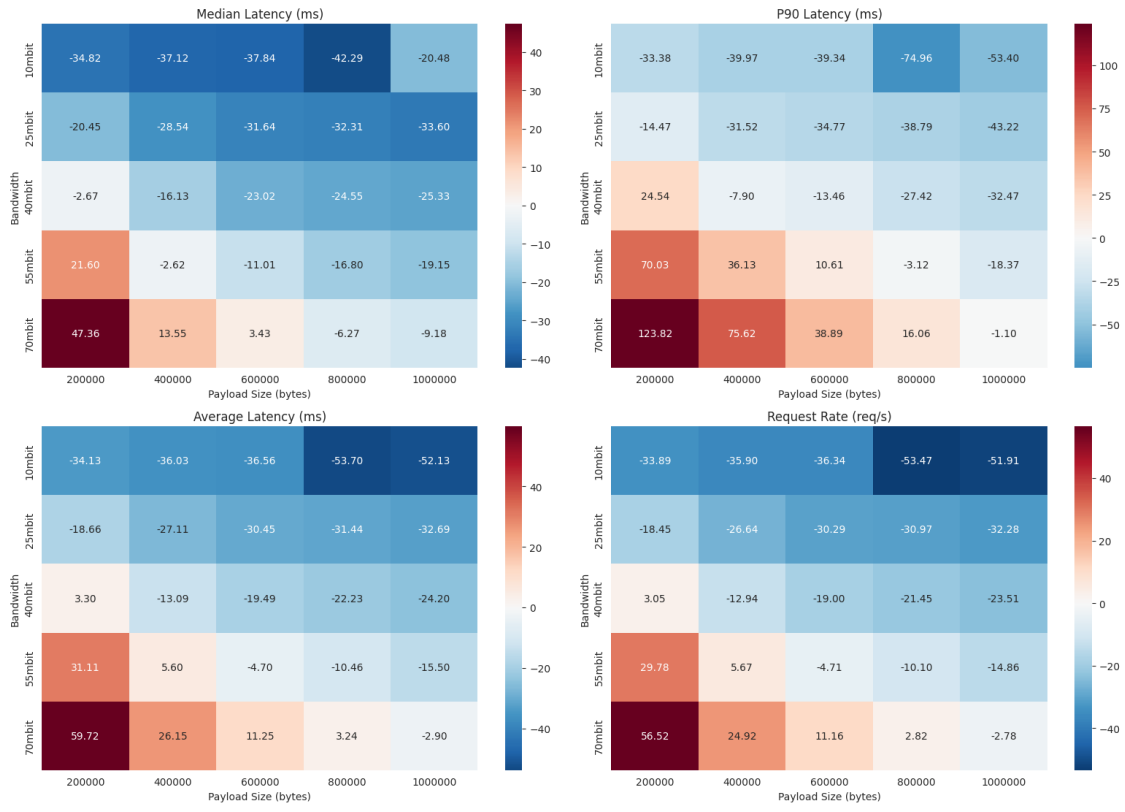 Median Latency (ms)
10mbit -34.82 -37.12 -37.84 -42.29 -20.48
25mbit -20.45 -28.54 -31.64 -32.31 -33.60
40mbit -2.67 -16.13 -23.02 -24.55 -25.33
55mbit 21.60 -2.62 -11.01 -16.80 -19.15
70mbit 47.36 13.55 3.43 -6.27 -9.18
200000 400000 600000 800000 1000000
Payload Size (bytes)
Bandwidth
40
30
20
10
0
−10
−20
−30
−40
P90 Latency (ms)
10mbit -33.38 -39.97 -39.34 -74.96 -53.40
25mbit -14.47 -31.52 -34.77 -38.79 -43.22
40mbit 24.54 -7.90 -13.46 -27.42 -32.47
55mbit 70.03 36.13 10.61 -3.12 -18.37
70mbit 123.82 75.62 38.89 16.06 -1.10
200000 400000 600000 800000 1000000
Payload Size (bytes)
Bandwidth
100
75
50
25
0
−25
−50
Average Latency (ms)
10mbit -34.13 -36.03 -36.56 -53.70 -52.13
25mbit -18.66 -27.11 -30.45 -31.44 -32.69
40mbit 3.30 -13.09 -19.49 -22.23 -24.20
55mbit 31.11 5.60 -4.70 -10.46 -15.50
70mbit 59.72 26.15 11.25 3.24 -2.90
200000 400000 600000 800000 1000000
Payload Size (bytes)
Bandwidth
40
20
0
−20
−40
Request Rate (req/s)
10mbit -33.89 -35.90 -36.34 -53.47 -51.91
25mbit -18.45 -26.64 -30.29 -30.97 -32.28
40mbit 3.05 -12.94 -19.00 -21.45 -23.51
55mbit 29.78 5.67 -4.71 -10.10 -14.86
70mbit 56.52 24.92 11.16 2.82 -2.78
200000 400000 600000 800000 1000000
Payload Size (bytes)
Bandwidth
40
20
0
−20
−40